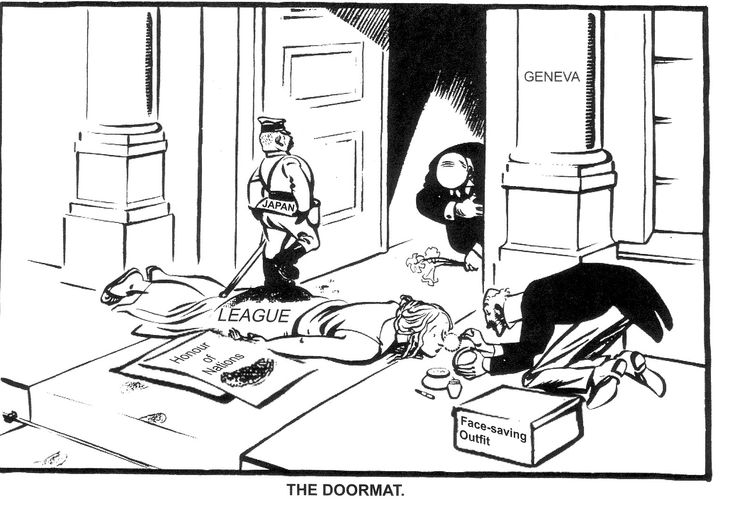 GENEVA
JAPAN
LEAGUE
Honour
of
Nations
Face-saving
Outfit
THE DOORMAT.